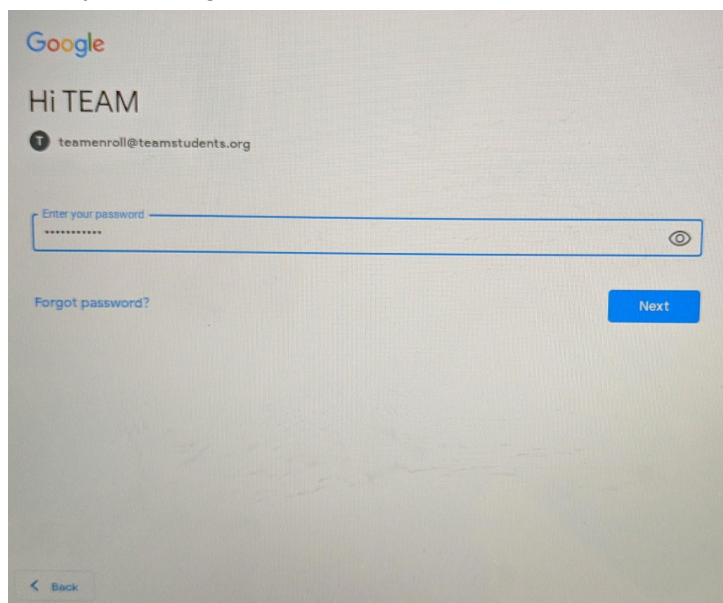 Google
Hi TEAM
T teamenroll@teamstudents.org
Enter your password
•••••••••••
Forgot password?
Next
< Back